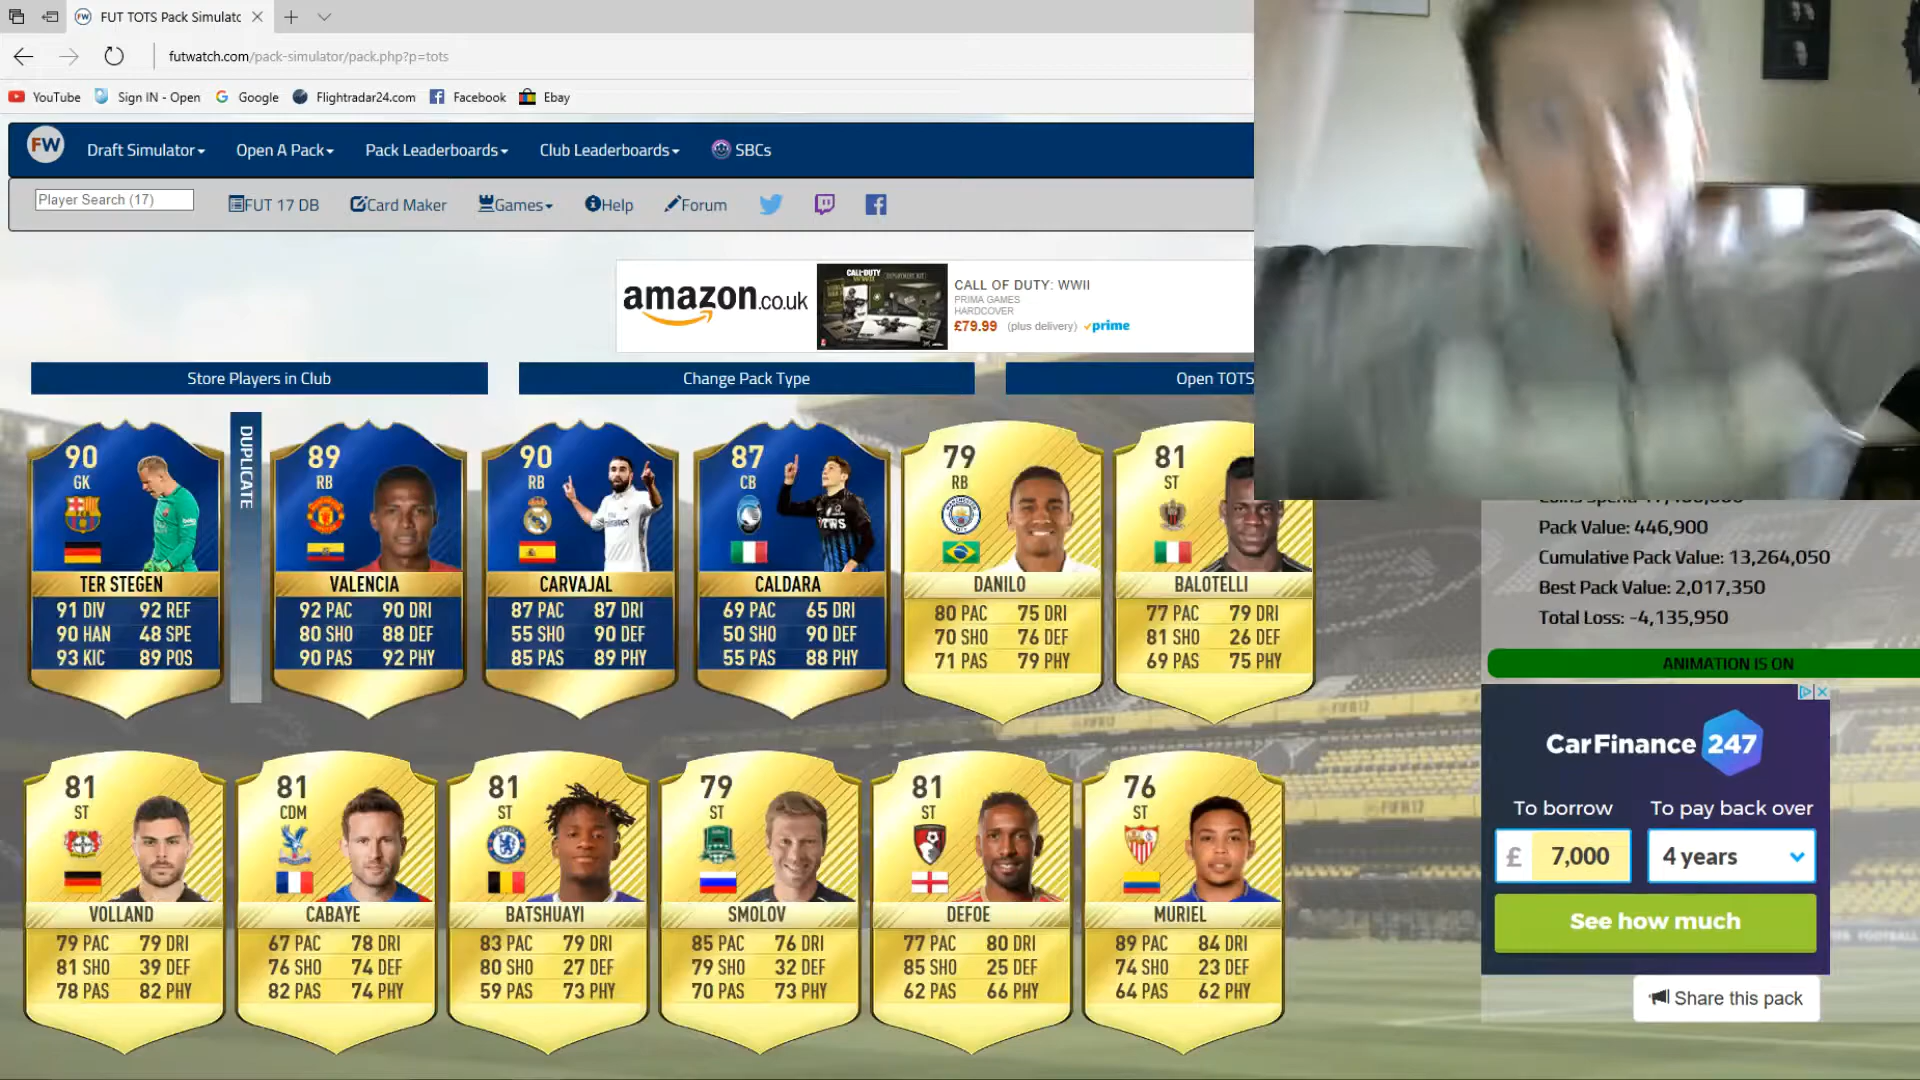 FUT TOTS Pack Simulatc
futwatch.com/pack-simulator/pack.php?p=tots
YouTube Sign IN - Open Google Flightradar24.com Facebook Ebay
FW Draft Simulator Open A Pack Pack Leaderboards Club Leaderboards SBCs
Player Search (17) FUT 17 DB Card Maker Games Help Forum
amazon.co.uk
CALL OF DUTY: WWII
PRIMA GAMES
HARDCOVER
£79.99 (plus delivery) prime
Store Players in Club Change Pack Type Open TOTS
90 GK TER STEGEN
91 DIV 92 REF
90 HAN 48 SPE
93 KIC 89 POS
DUPLICATE
89 RB VALENCIA
92 PAC 90 DRI
80 SHO 88 DEF
90 PAS 92 PHY
90 RB CARVAJAL
87 PAC 87 DRI
55 SHO 90 DEF
85 PAS 89 PHY
87 CB CALDARA
69 PAC 65 DRI
50 SHO 90 DEF
55 PAS 88 PHY
79 RB DANILO
80 PAC 75 DRI
70 SHO 76 DEF
71 PAS 79 PHY
81 ST BALOTELLI
77 PAC 79 DRI
81 SHO 26 DEF
69 PAS 75 PHY
Pack Value: 446,900
Cumulative Pack Value: 13,264,050
Best Pack Value: 2,017,350
Total Loss: -4,135,950
ANIMATION IS ON
81 ST VOLLAND
79 PAC 79 DRI
81 SHO 39 DEF
78 PAS 82 PHY
81 CDM CABAYE
67 PAC 78 DRI
76 SHO 74 DEF
82 PAS 74 PHY
81 ST BATSHUAYI
83 PAC 79 DRI
80 SHO 27 DEF
59 PAS 73 PHY
79 ST SMOLOV
85 PAC 76 DRI
79 SHO 32 DEF
70 PAS 73 PHY
81 ST DEFOE
77 PAC 80 DRI
85 SHO 25 DEF
62 PAS 66 PHY
76 ST MURIEL
89 PAC 84 DRI
74 SHO 23 DEF
64 PAS 62 PHY
CarFinance 247
To borrow To pay back over
£ 7,000 4 years
See how much
Share this pack